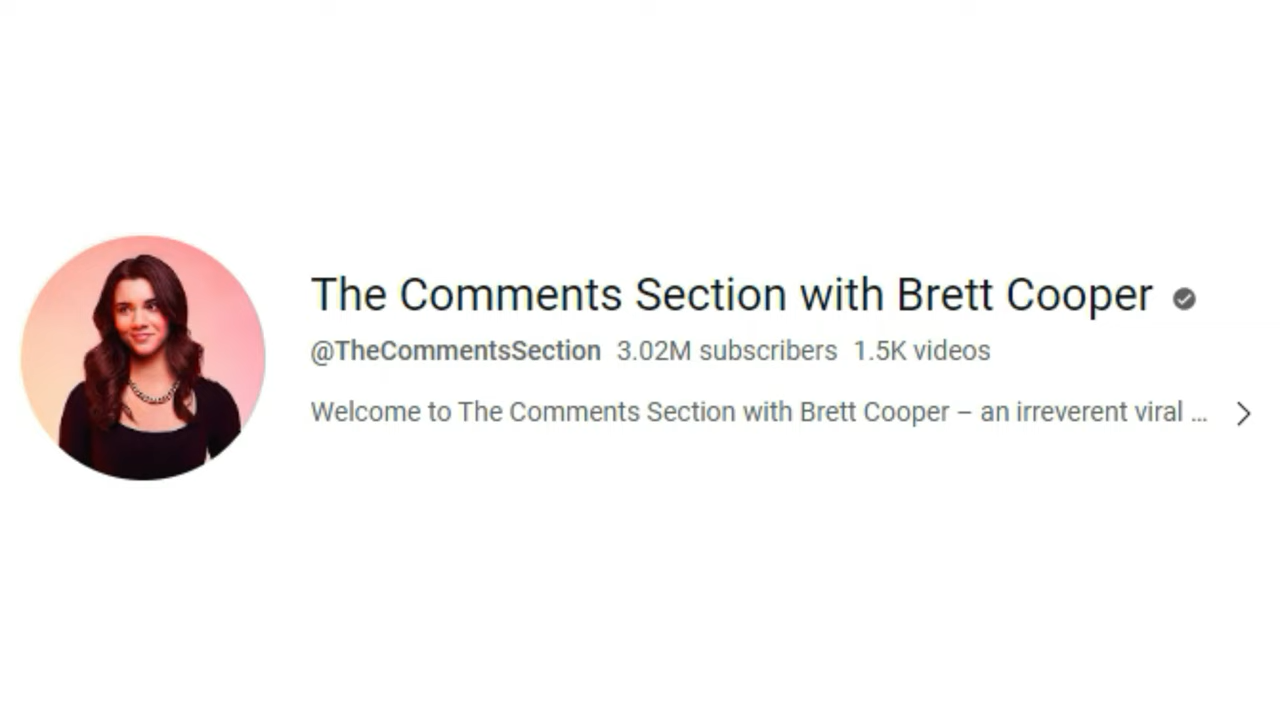 The Comments Section with Brett Cooper
@TheCommentsSection 3.02M subscribers 1.5K videos
Welcome to The Comments Section with Brett Cooper – an irreverent viral ...